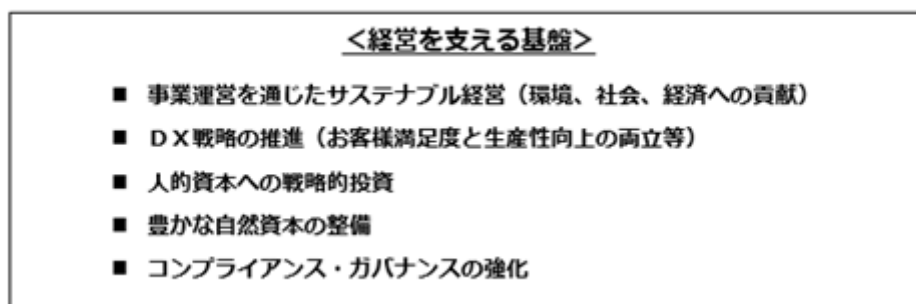 ＜経営を支える基盤＞
■ 事業運営を通じたサステナブル経営（環境、社会、経済への貢献）
■ ＤＸ戦略の推進（お客様満足度と生産性向上の両立等）
■ 人的資本への戦略的投資
■ 豊かな自然資本の整備
■ コンプライアンス・ガバナンスの強化